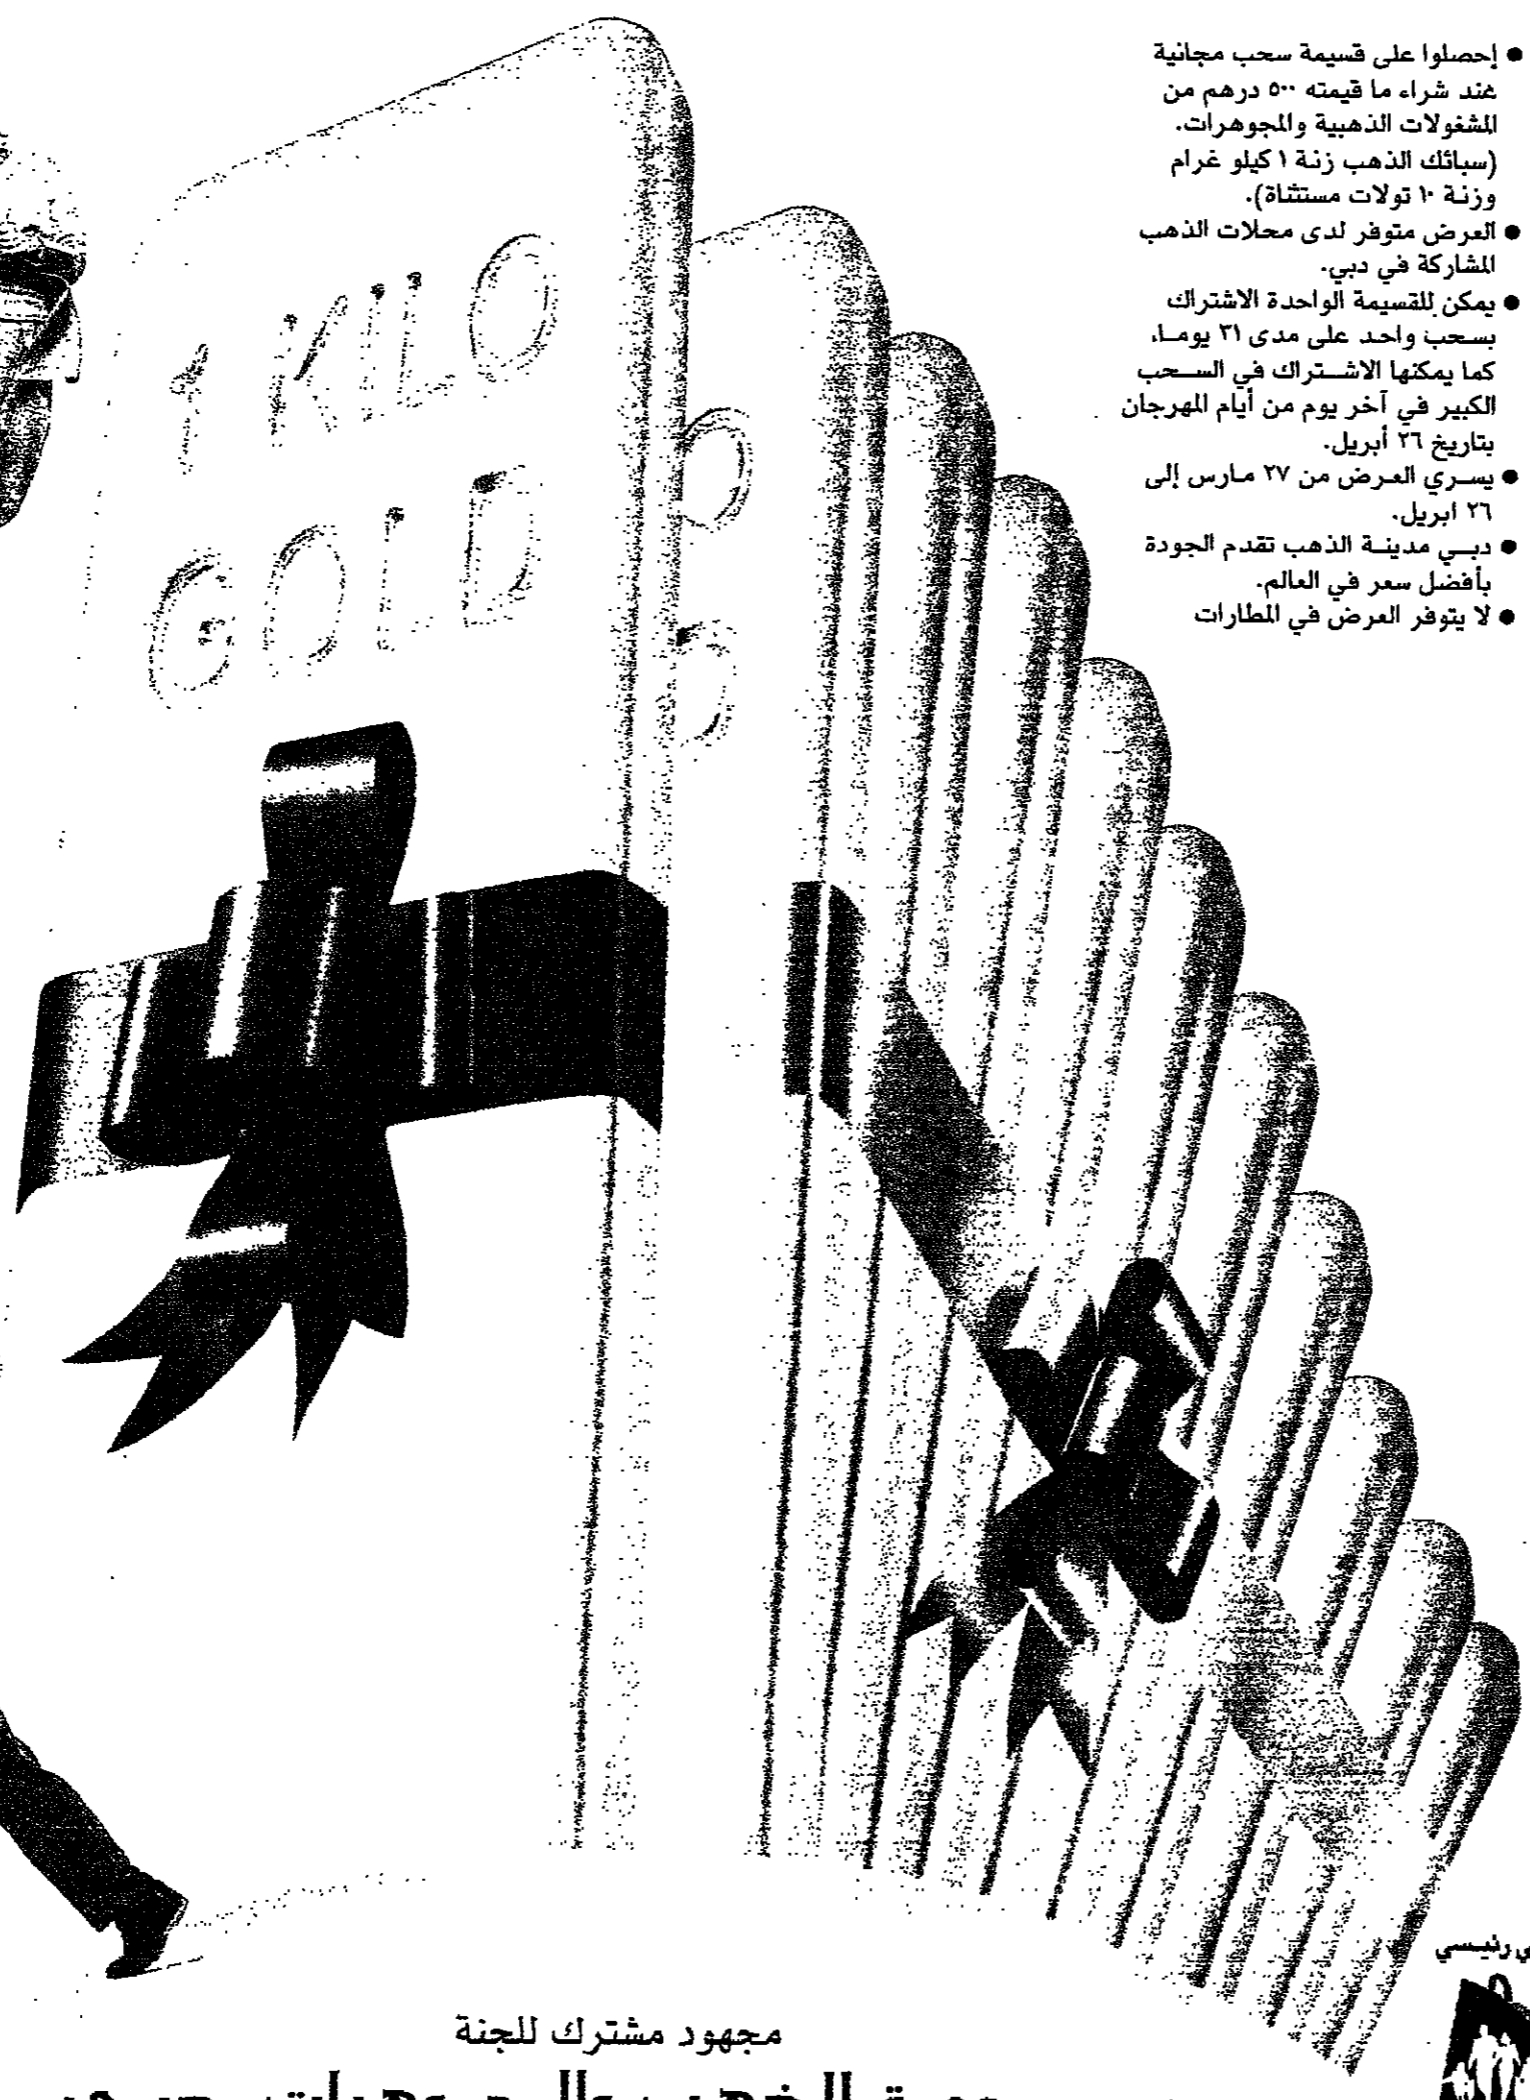 ● إحصلوا على قسيمة سحب مجانية
عند شراء ما قيمته ٥٠٠ درهم من
المشغولات الذهبية والمجوهرات.
(سبائك الذهب زنة ١ كيلو غرام
وزنة ١٠ تولات مستثناة).
● العرض متوفر لدى محلات الذهب
المشاركة في دبي.
● يمكن للقسيمة الواحدة الاشتراك
بسحب واحد على مدى ٣١ يوما،
كما يمكنها الاشتراك في السحب
الكبير في آخر يوم من أيام المهرجان
بتاريخ ٢٦ أبريل.
● يسري العرض من ٢٧ مارس إلى
٢٦ ابريل.
● دبي مدينة الذهب تقدم الجودة
بأفضل سعر في العالم.
● لا يتوفر العرض في المطارات
1 KILO
GOLD
O
رئيسي
مجهود مشترك للجنة